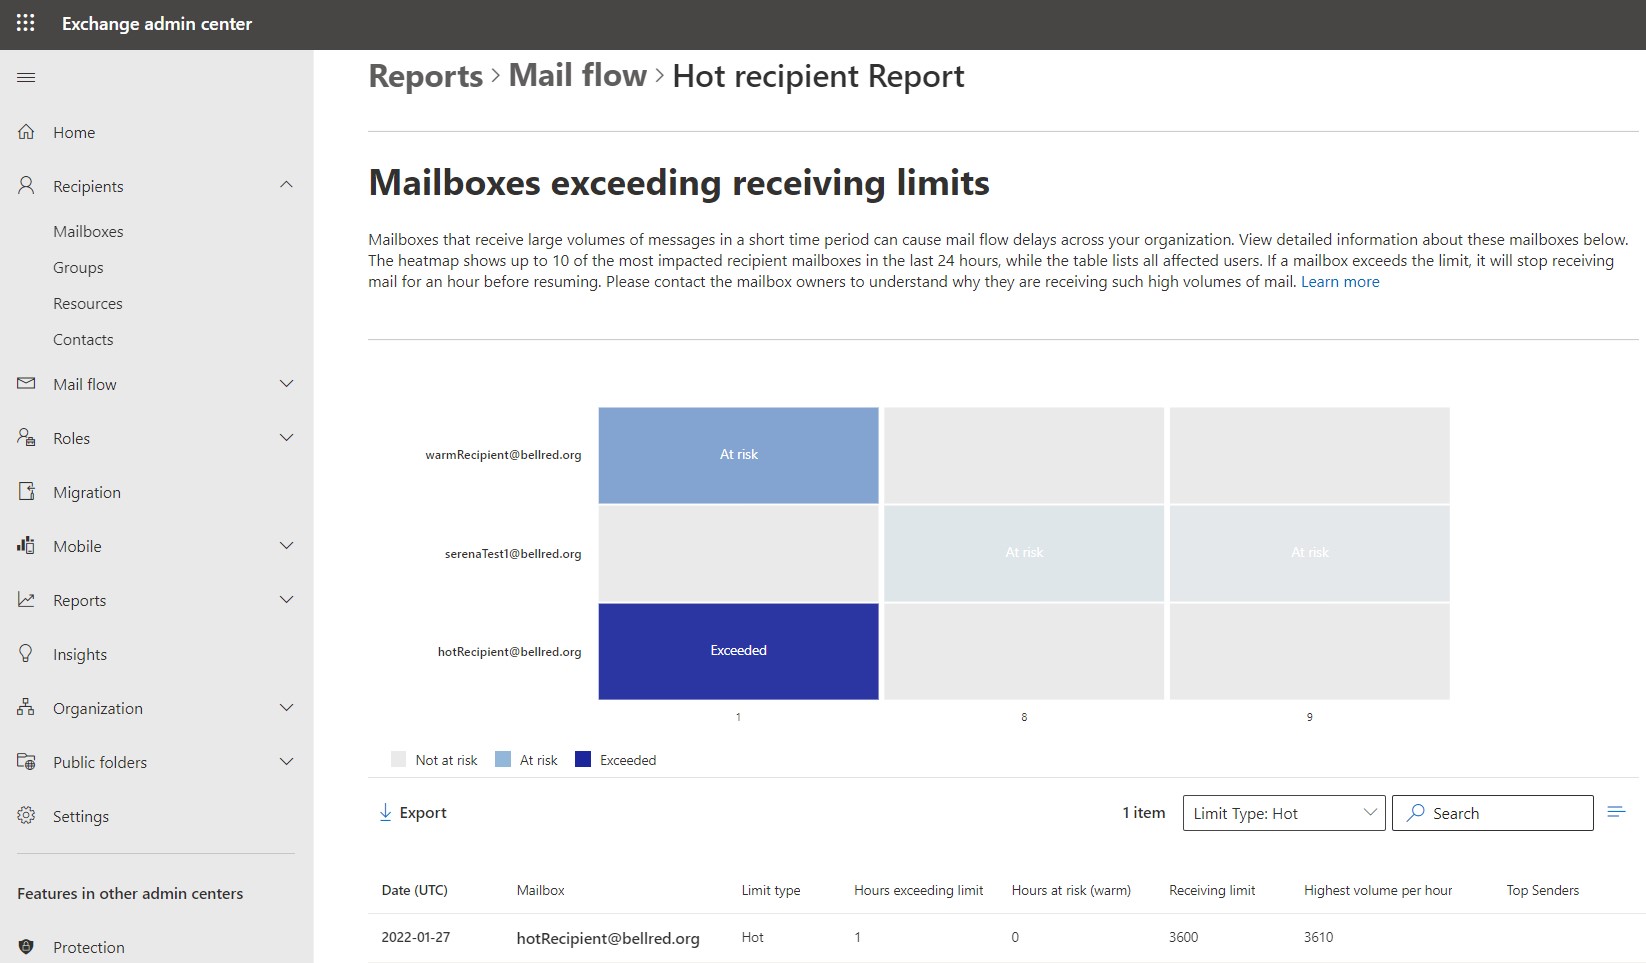 Exchange admin center
Home
Recipients
Mailboxes
Groups
Resources
Contacts
Mail flow
Roles
Migration
Mobile
Reports
Insights
Organization
Public folders
Settings
Features in other admin centers
Protection
Reports > Mail flow > Hot recipient Report
Mailboxes exceeding receiving limits
Mailboxes that receive large volumes of messages in a short time period can cause mail flow delays across your organization. View detailed information about these mailboxes below.
The heatmap shows up to 10 of the most impacted recipient mailboxes in the last 24 hours, while the table lists all affected users. If a mailbox exceeds the limit, it will stop receiving
mail for an hour before resuming. Please contact the mailbox owners to understand why they are receiving such high volumes of mail. Learn more
warmRecipient@bellred.org At risk
serenaTest1@bellred.org At risk At risk
hotRecipient@bellred.org Exceeded
1 8 9
Not at risk At risk Exceeded
Export 1 item Limit Type: Hot Search
Date (UTC) Mailbox Limit type Hours exceeding limit Hours at risk (warm) Receiving limit Highest volume per hour Top Senders
2022-01-27 hotRecipient@bellred.org Hot 1 0 3600 3610